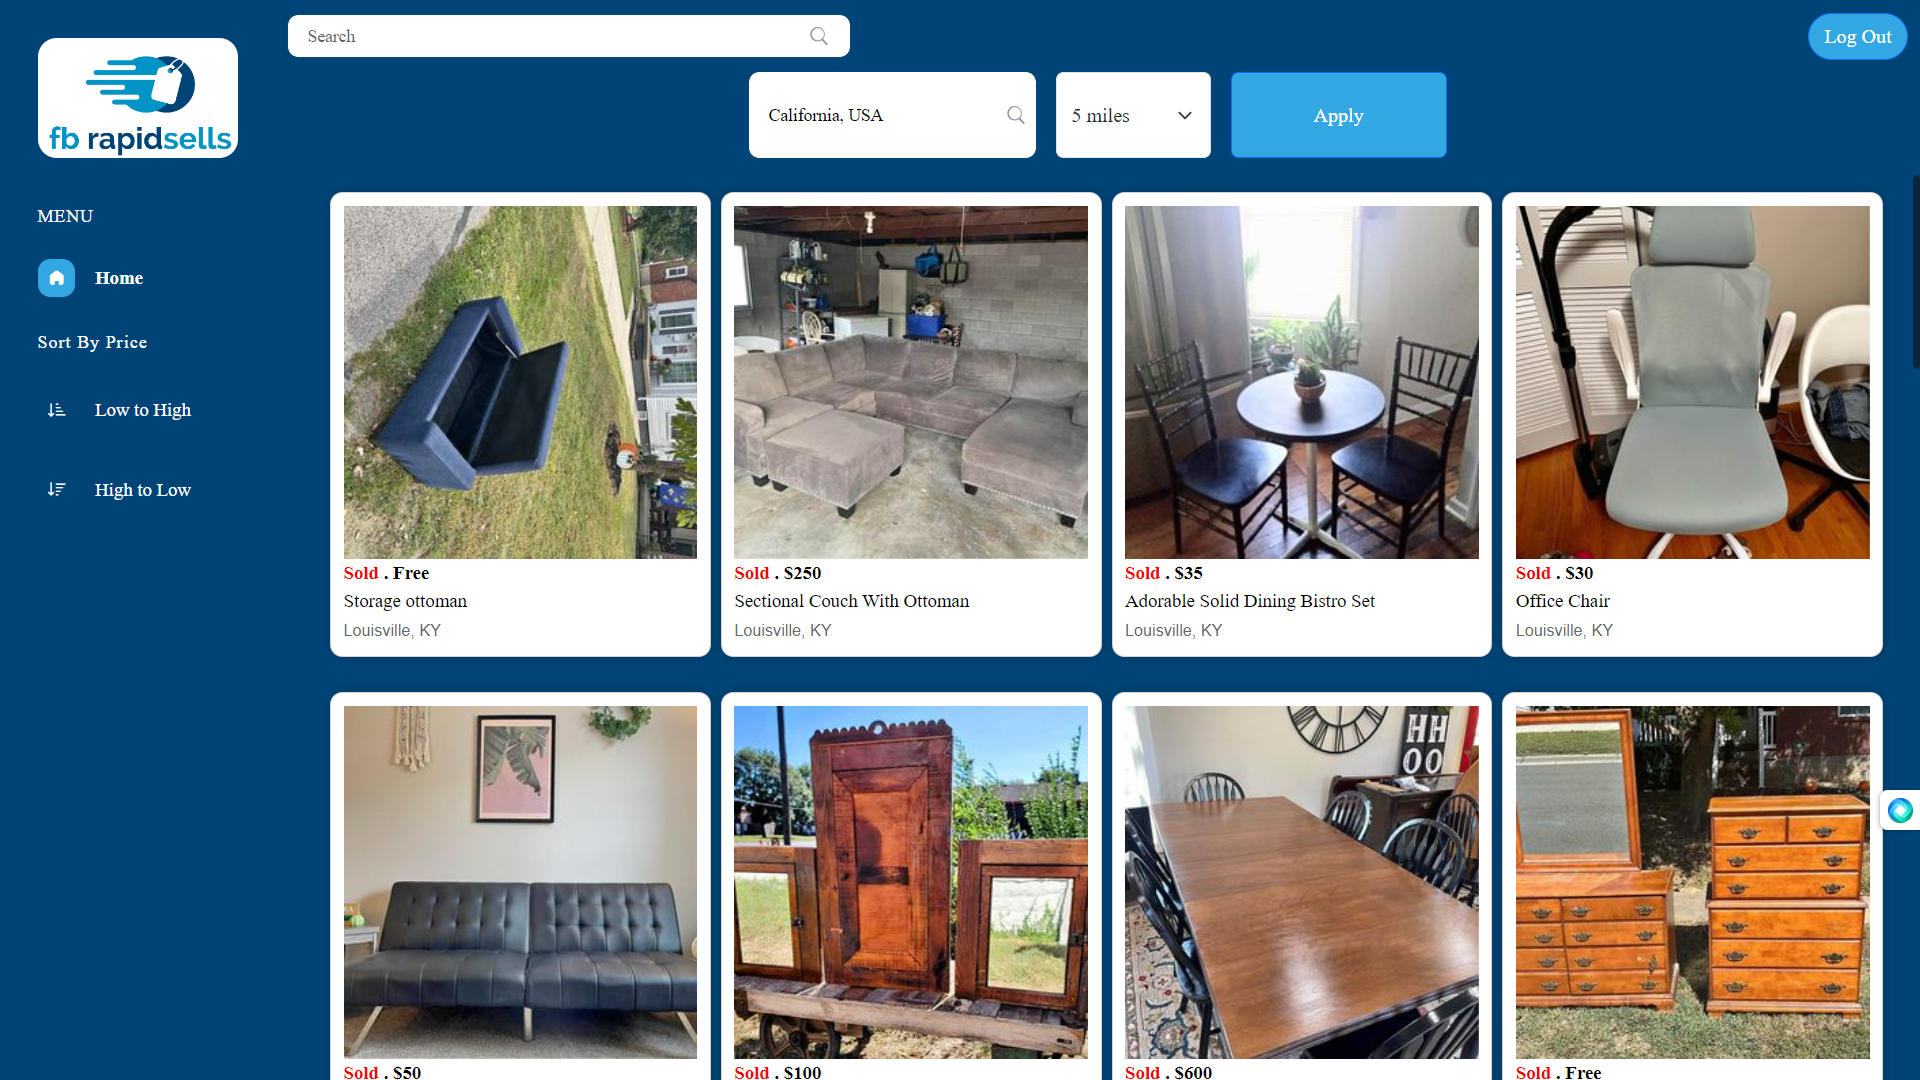 Search
Log Out
fb rapidsells
California, USA
5 miles
Apply
MENU
Home
Sort By Price
Low to High
High to Low
Sold . Free
Storage ottoman
Louisville, KY
Sold . $250
Sectional Couch With Ottoman
Louisville, KY
Sold . $35
Adorable Solid Dining Bistro Set
Louisville, KY
Sold . $30
Office Chair
Louisville, KY
HH
OO
Sold . $50
Sold . $100
Sold . $600
Sold . Free